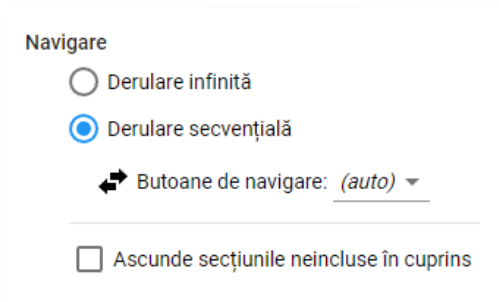 Navigare
Derulare infinită
Derulare secvențială
Butoane de navigare: (auto)
Ascunde secțiunile neincluse în cuprins